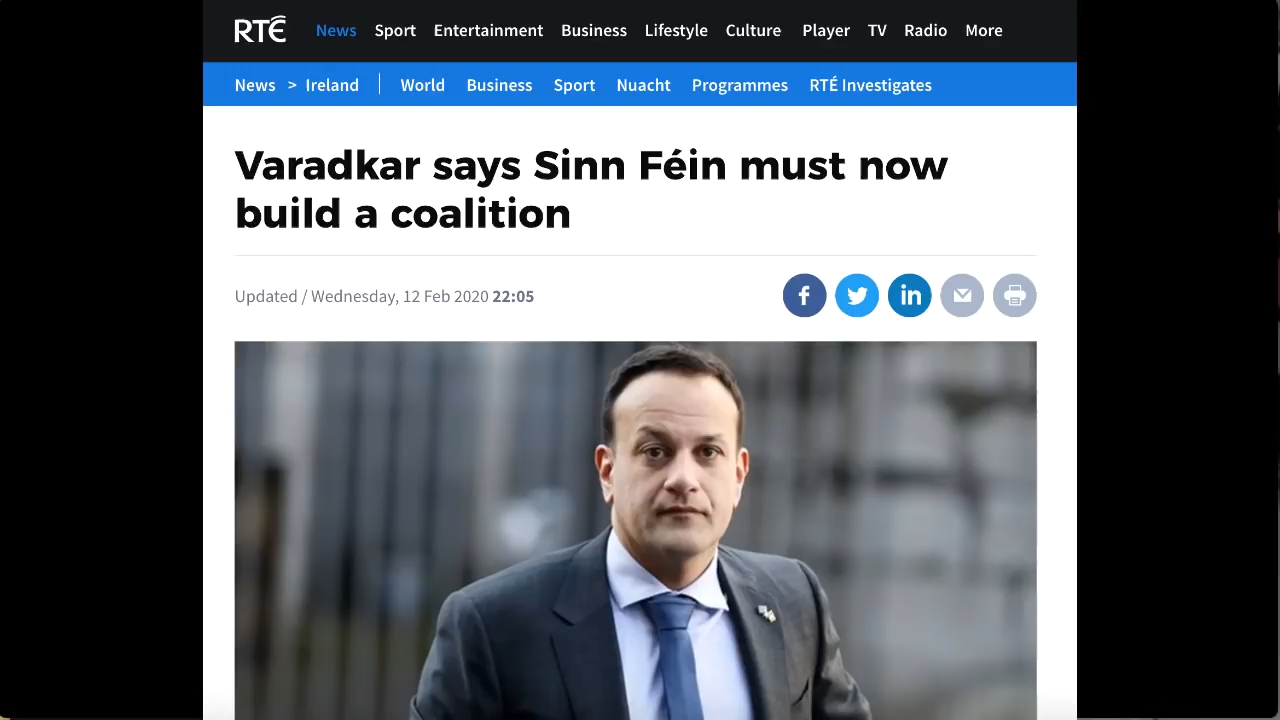 RTÉ News Sport Entertainment Business Lifestyle Culture Player TV Radio More
News > Ireland World Business Sport Nuacht Programmes RTÉ Investigates
Varadkar says Sinn Féin must now
build a coalition
Updated / Wednesday, 12 Feb 2020 22:05